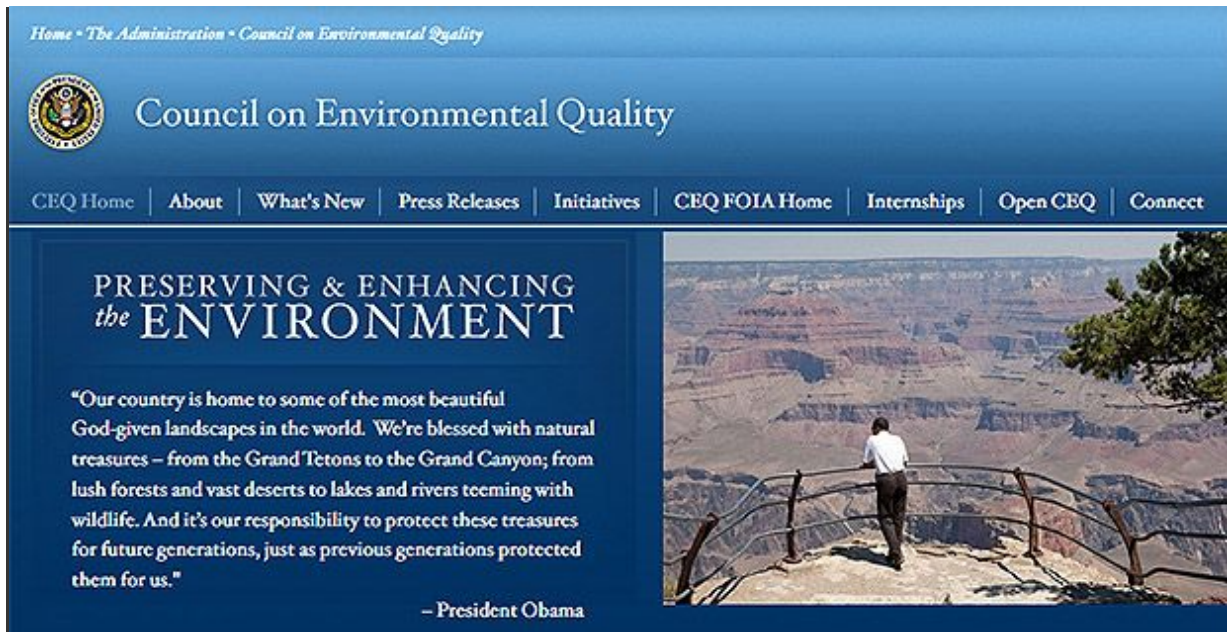 Home • The Administration • Council on Environmental Quality
Council on Environmental Quality
CEQ Home | About | What's New | Press Releases | Initiatives | CEQ FOIA Home | Internships | Open CEQ | Connect
PRESERVING & ENHANCING
the ENVIRONMENT
“Our country is home to some of the most beautiful
God-given landscapes in the world. We're blessed with natural
treasures – from the Grand Tetons to the Grand Canyon; from
lush forests and vast deserts to lakes and rivers teeming with
wildlife. And it's our responsibility to protect these treasures
for future generations, just as previous generations protected
them for us."
– President Obama